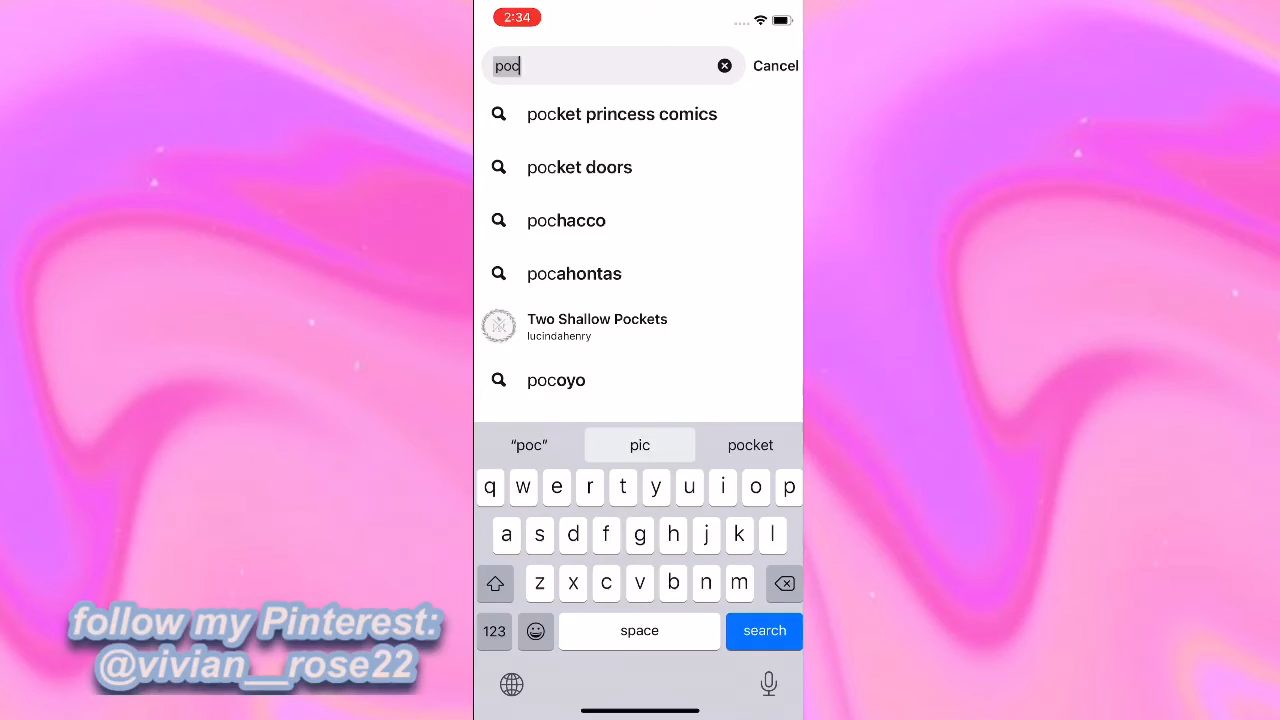 2:34
poc
Cancel
pocket princess comics
pocket doors
pochacco
pocahontas
Two Shallow Pockets
lucindahenry
pocoyo
“poc” pic pocket
q w e r t y u i o p
a s d f g h j k l
z x c v b n m
123 space search
follow my Pinterest:
@vivian__rose22